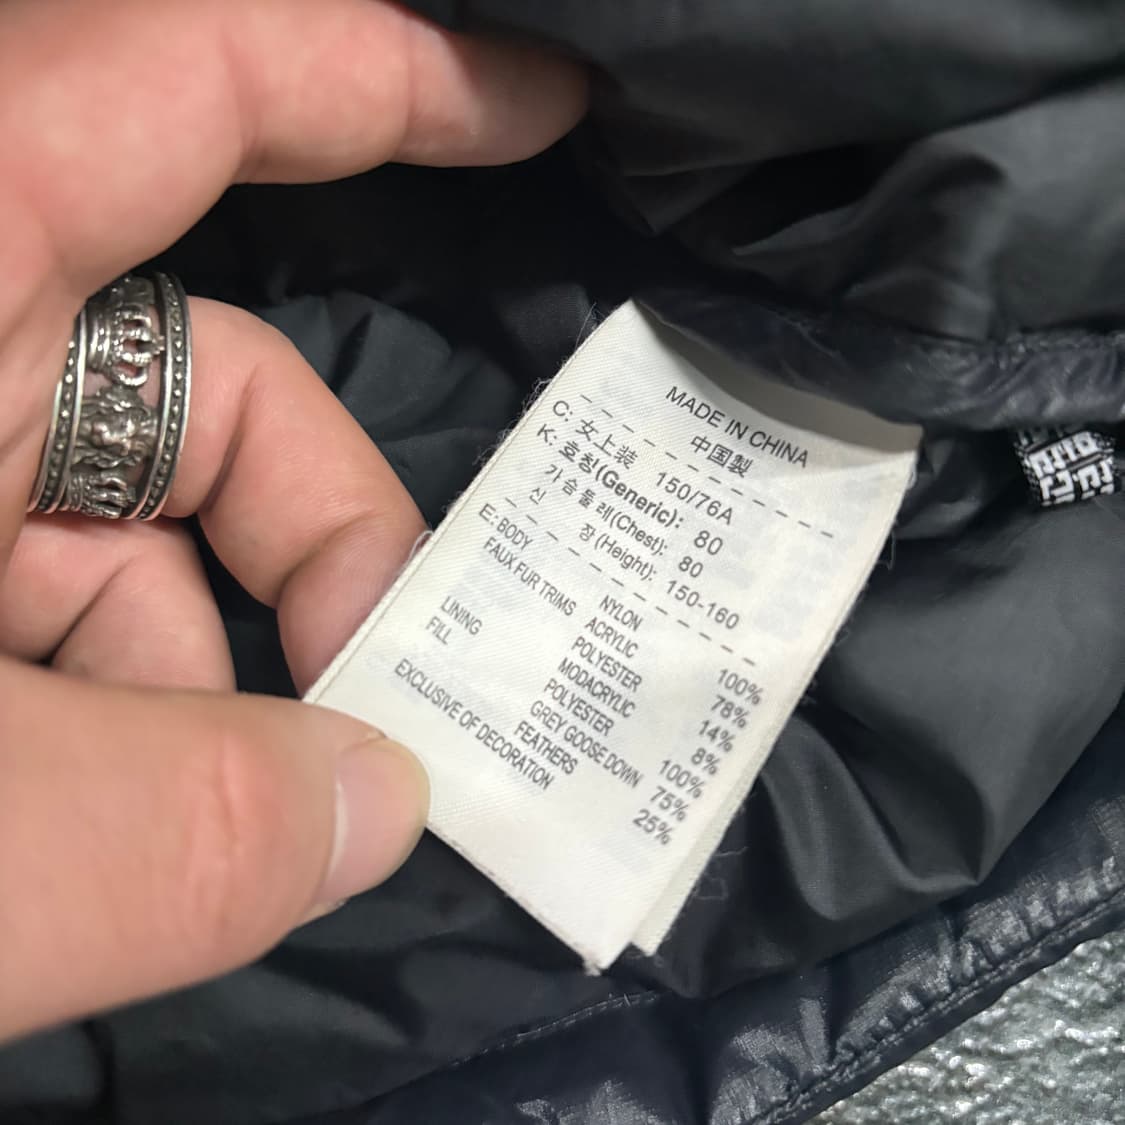 MADE IN CHINA
中国製
C: 女上装 150/76A
K: 호칭(Generic): 80
가슴둘레(Chest): 80
신 장(Height): 150-160
E: BODY NYLON 100%
FAUX FUR TRIMS ACRYLIC 78%
POLYESTER 14%
MODACRYLIC 8%
LINING POLYESTER 100%
FILL GREY GOOSE DOWN 75%
FEATHERS 25%
EXCLUSIVE OF DECORATION